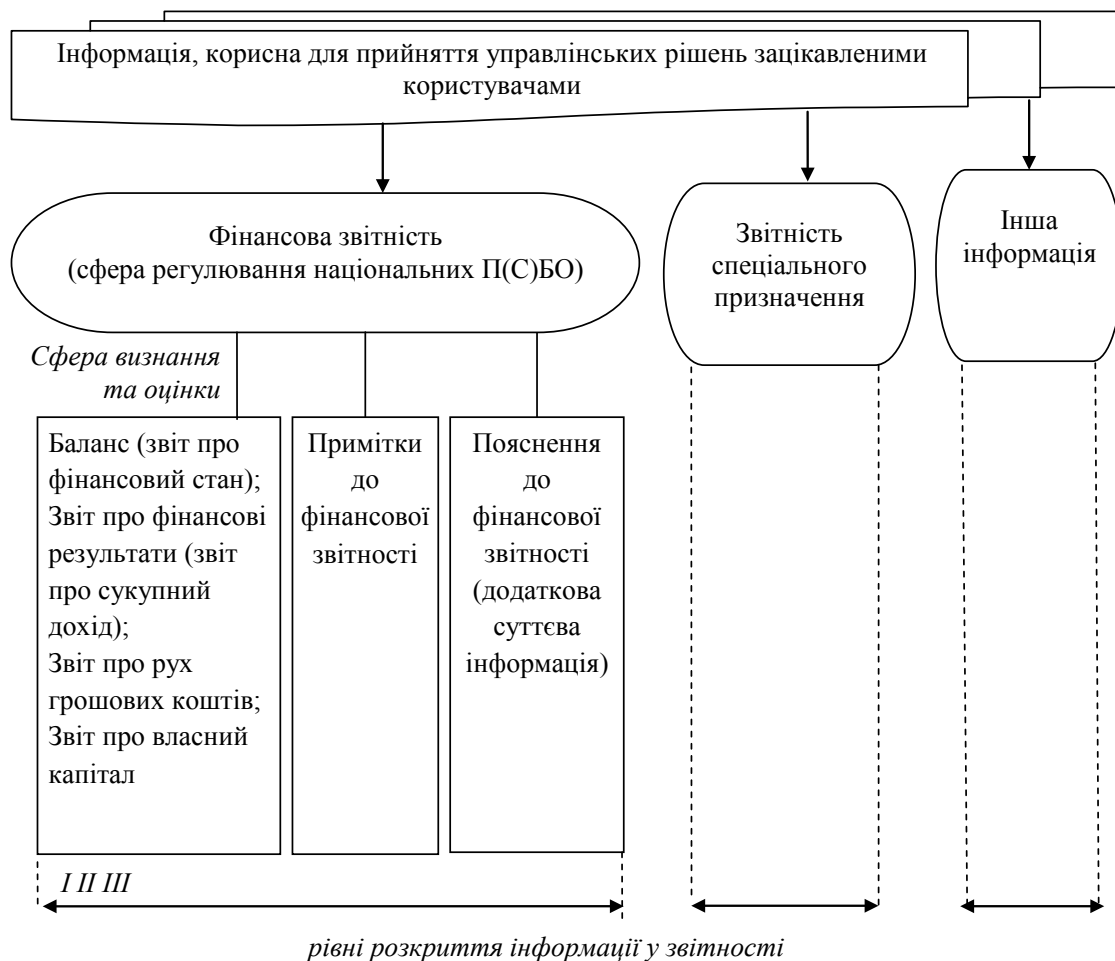 Інформація, корисна для прийняття управлінських рішень зацікавленими
користувачами
Фінансова звітність
(сфера регулювання національних П(С)БО)
Звітність
спеціального
призначення
Інша
інформація
Сфера визнання
та оцінки
Баланс (звіт про
фінансовий стан);
Звіт про фінансові
результати (звіт
про сукупний
дохід);
Звіт про рух
грошових коштів;
Звіт про власний
капітал
Примітки
до
фінансової
звітності
Пояснення
до
фінансової
звітності
(додаткова
суттєва
інформація)
I II III
рівні розкриття інформації у звітності